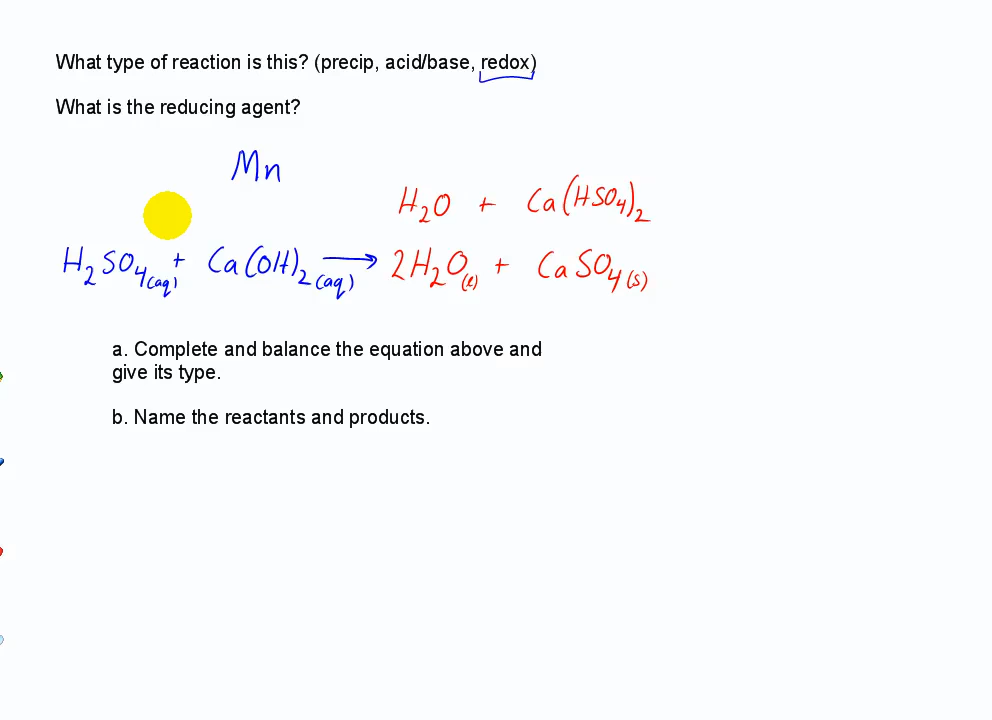 What type of reaction is this? (precip, acid/base, redox)
What is the reducing agent?
Mn
H₂O + Ca(HSO₄)₂
H₂SO₄(aq) + Ca(OH)₂(aq) ⟶ 2H₂O(l) + CaSO₄(s)
a. Complete and balance the equation above and
give its type.
b. Name the reactants and products.